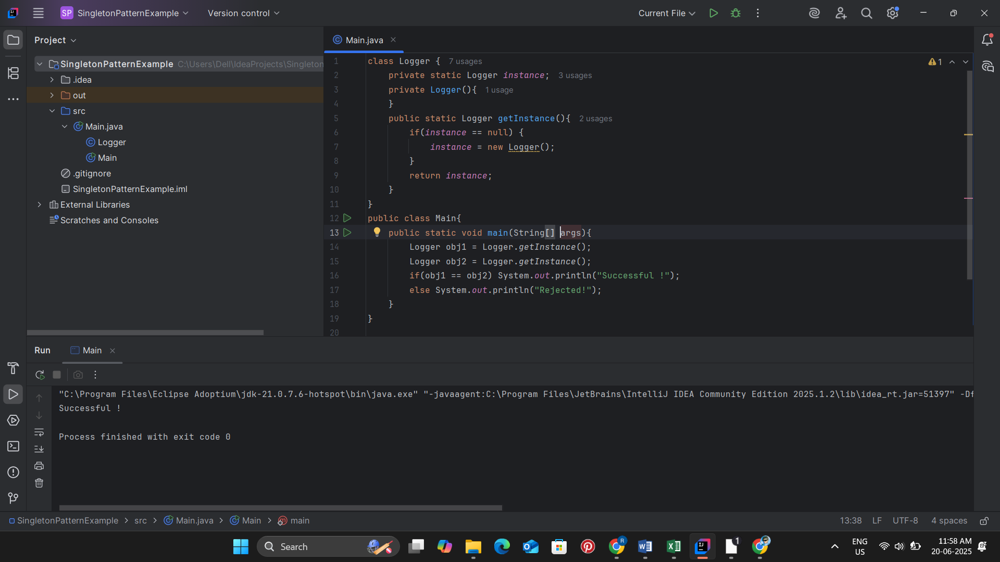 SP SingletonPatternExample Version control Current File
Project
Main.java
SingletonPatternExample C:\Users\Dell\IdeaProjects\Singleton
.idea
out
src
Main.java
Logger
Main
.gitignore
SingletonPatternExample.iml
External Libraries
Scratches and Consoles
1 class Logger { 7 usages
2 private static Logger instance; 3 usages
3 private Logger(){ 1 usage
4 }
5 public static Logger getInstance(){ 2 usages
6 if(instance == null) {
7 instance = new Logger();
8 }
9 return instance;
10 }
11 }
12 public class Main{
13 public static void main(String[] args){
14 Logger obj1 = Logger.getInstance();
15 Logger obj2 = Logger.getInstance();
16 if(obj1 == obj2) System.out.println("Successful !");
17 else System.out.println("Rejected!");
18 }
19 }
20
1
Run Main
"C:\Program Files\Eclipse Adoptium\jdk-21.0.7.6-hotspot\bin\java.exe" "-javaagent:C:\Program Files\JetBrains\IntelliJ IDEA Community Edition 2025.1.2\lib\idea_rt.jar=51397" -Df
Successful !
Process finished with exit code 0
SingletonPatternExample > src > Main.java > Main > main 13:38 LF UTF-8 4 spaces
Search
R
1
ENG
US
11:58 AM
20-06-2025